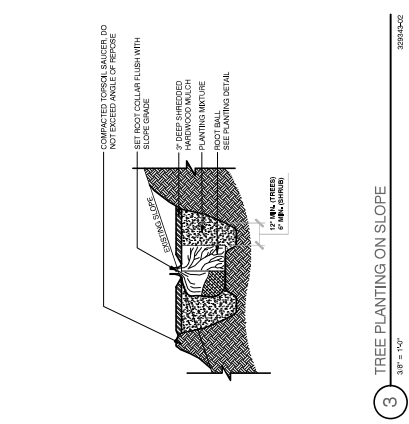 COMPACTED TOPSOIL SAUCER, DO
NOT EXCEED ANGLE OF REPOSE
SET ROOT COLLAR FLUSH WITH
SLOPE GRADE
3" DEEP SHREDDED
HARDWOOD MULCH
PLANTING MIXTURE
ROOT BALL
SEE PLANTING DETAIL
EXISTING SLOPE
12" MIN. (TREES)
6" MIN. (SHRUB)
3
TREE PLANTING ON SLOPE
3/8" = 1'-0"
329343-02